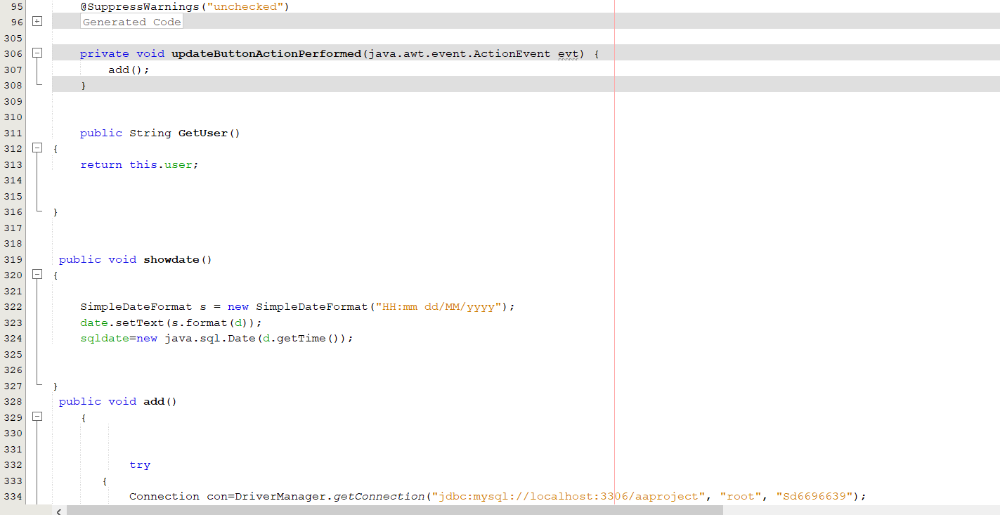 95 @SuppressWarnings("unchecked")
96 Generated Code
305
306 private void updateButtonActionPerformed(java.awt.event.ActionEvent evt) {
307 add();
308 }
309
310
311 public String GetUser()
312 {
313 return this.user;
314
315
316 }
317
318
319 public void showdate()
320 {
321
322 SimpleDateFormat s = new SimpleDateFormat("HH:mm dd/MM/yyyy");
323 date.setText(s.format(d));
324 sqldate=new java.sql.Date(d.getTime());
325
326
327 }
328 public void add()
329 {
330
331
332 try
333 {
334 Connection con=DriverManager.getConnection("jdbc:mysql://localhost:3306/aaproject", "root", "Sd6696639");